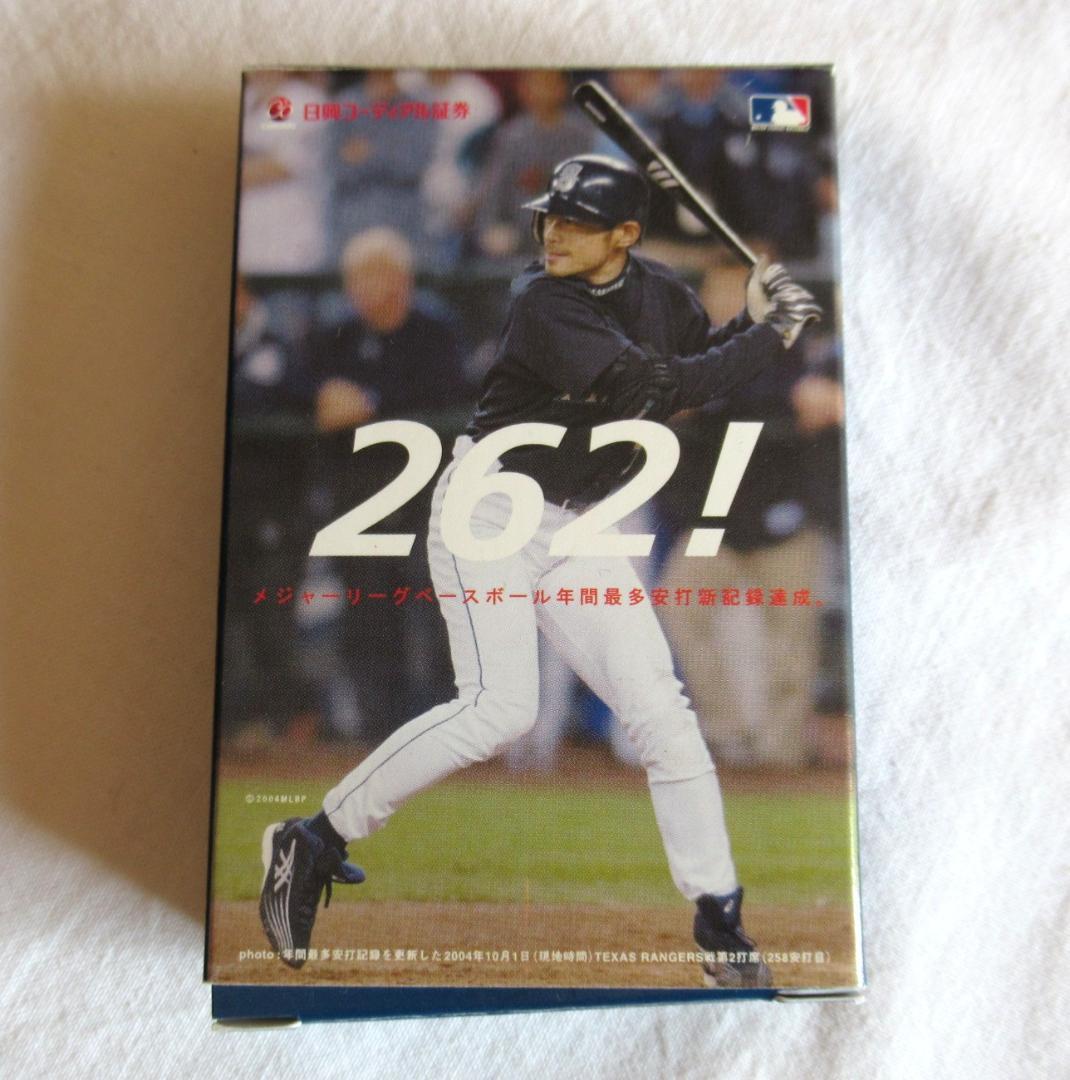 日興コーディアル証券
262!
メジャーリーグベースボール年間最多安打新記録達成。
©2004MLBP
photo:年間最多安打記録を更新した2004年10月1日(現地時間)TEXAS RANGERS戦第2打席(258安打目)